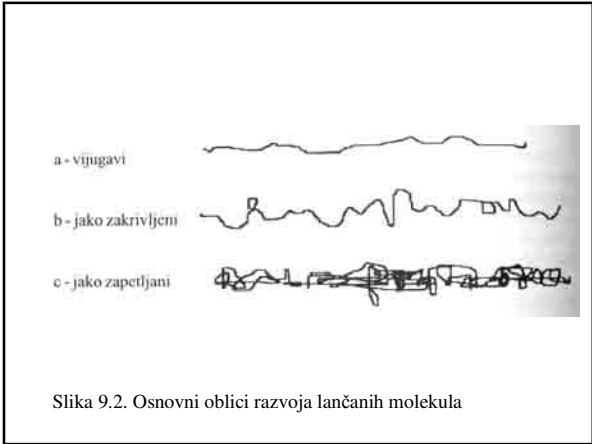 a - vijugavi
b - jako zakrivljeni
c - jako zapetljani
Slika 9.2. Osnovni oblici razvoja lančanih molekula